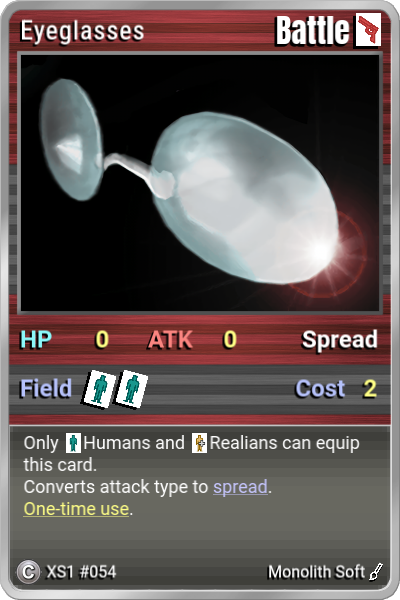 Eyeglasses Battle
HP 0 ATK 0 Spread
Field Cost 2
Only Humans and Realians can equip
this card.
Converts attack type to spread.
One-time use.
© XS1 #054 Monolith Soft